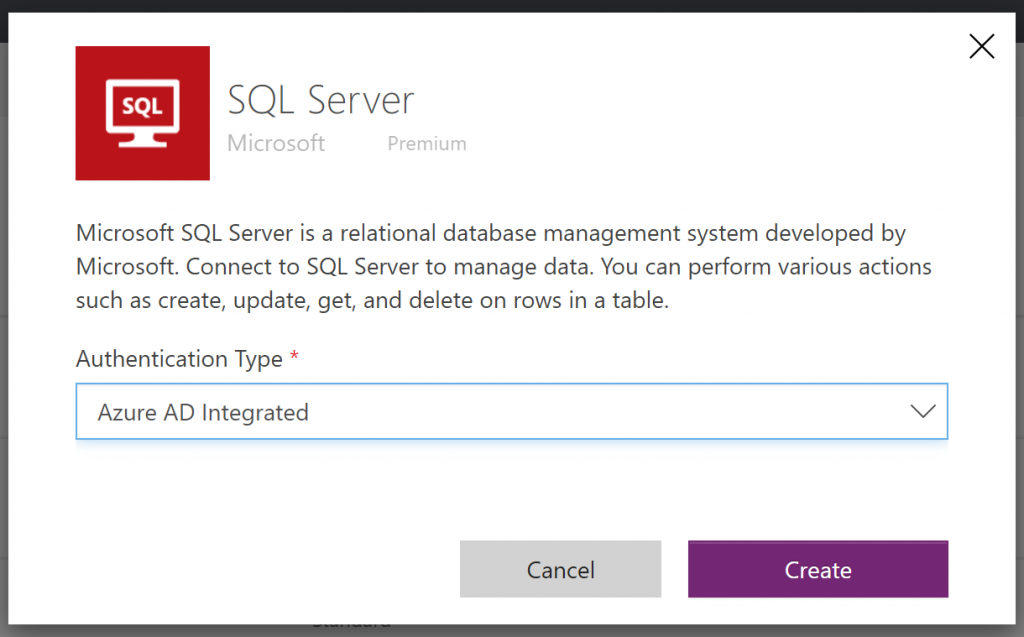 SQL
SQL Server
Microsoft Premium
Microsoft SQL Server is a relational database management system developed by
Microsoft. Connect to SQL Server to manage data. You can perform various actions
such as create, update, get, and delete on rows in a table.
Authentication Type *
Azure AD Integrated
Cancel Create